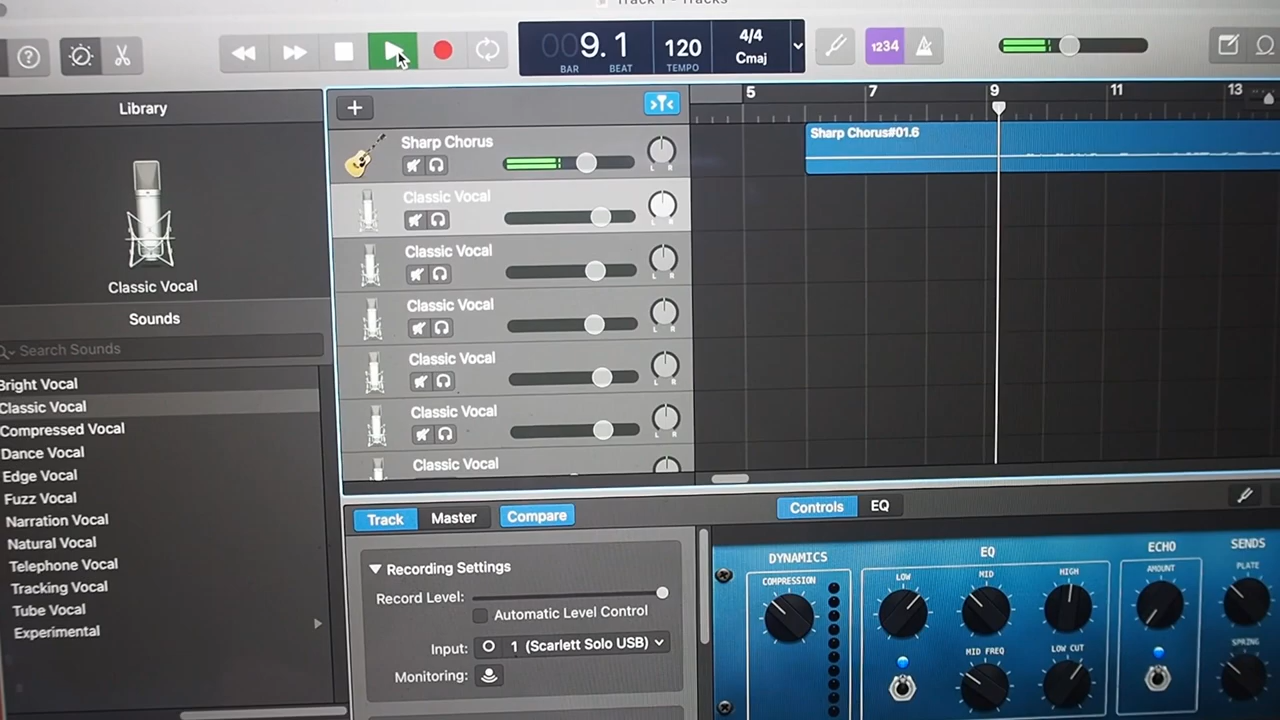 Track 1 - Tracks
?
009.1
BAR
BEAT
120
TEMPO
4/4
Cmaj
1234
Library
Classic Vocal
Sounds
Search Sounds
Bright Vocal
Classic Vocal
Compressed Vocal
Dance Vocal
Edge Vocal
Fuzz Vocal
Narration Vocal
Natural Vocal
Telephone Vocal
Tracking Vocal
Tube Vocal
Experimental
5 7 9 11 13
Sharp Chorus
L R
Classic Vocal
L R
Classic Vocal
L R
Classic Vocal
L R
Classic Vocal
L R
Classic Vocal
L R
Classic Vocal
Sharp Chorus#01.6
Track Master Compare
Controls EQ
Recording Settings
Record Level:
Automatic Level Control
Input: 1 (Scarlett Solo USB)
Monitoring:
DYNAMICS
COMPRESSION
EQ
LOW MID HIGH
MID FREQ LOW CUT
ECHO
AMOUNT
SENDS
PLATE
SPRING